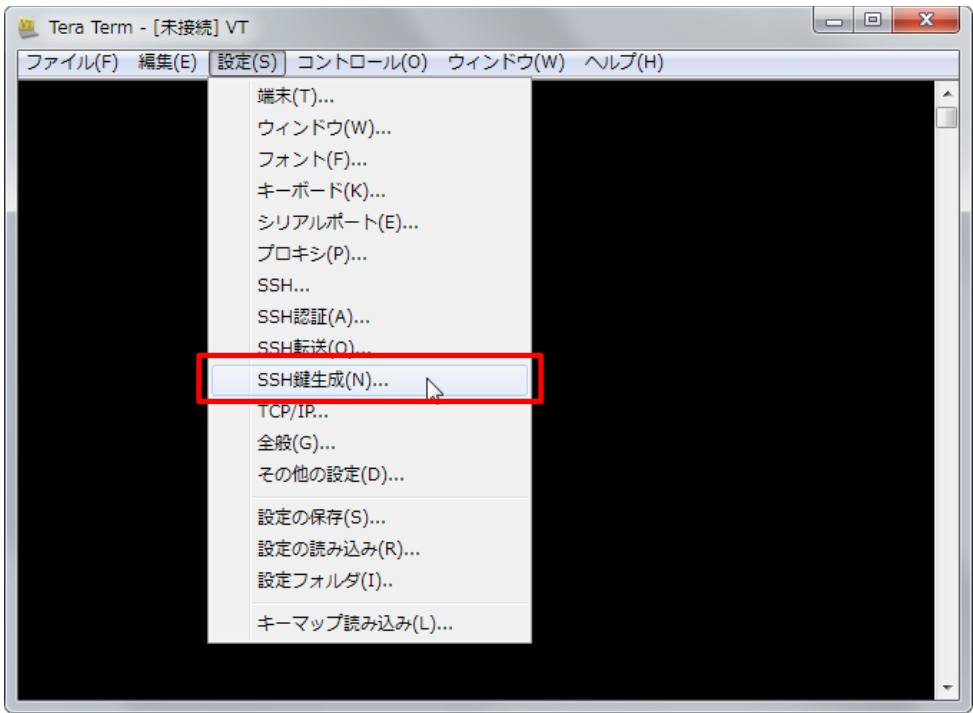 Tera Term - [未接続] VT
ファイル(F) 編集(E) 設定(S) コントロール(O) ウィンドウ(W) ヘルプ(H)
端末(T)...
ウィンドウ(W)...
フォント(F)...
キーボード(K)...
シリアルポート(E)...
プロキシ(P)...
SSH...
SSH認証(A)...
SSH転送(O)...
SSH鍵生成(N)...
TCP/IP...
全般(G)...
その他の設定(D)...
設定の保存(S)...
設定の読み込み(R)...
設定フォルダ(I)..
キーマップ読み込み(L)...